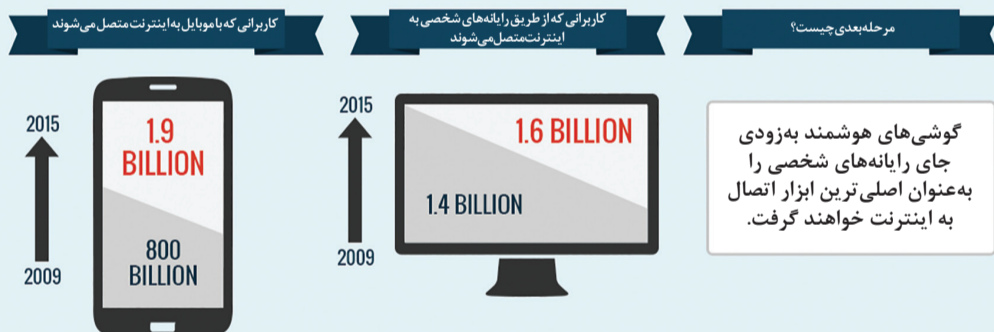 مرحله‌بعدی‌چیست؟
گوشی‌های هوشمند به‌زودی
جای رایانه‌های شخصی را
به‌عنوان اصلی‌ترین ابزار اتصال
به اینترنت خواهند گرفت.
کاربرانی که از طریق رایانه‌های شخصی به
اینترنت متصل می‌شوند
2015
1.6 BILLION
1.4 BILLION
2009
کاربرانی که با موبایل به اینترنت متصل می‌شوند
2015
1.9
BILLION
800
BILLION
2009